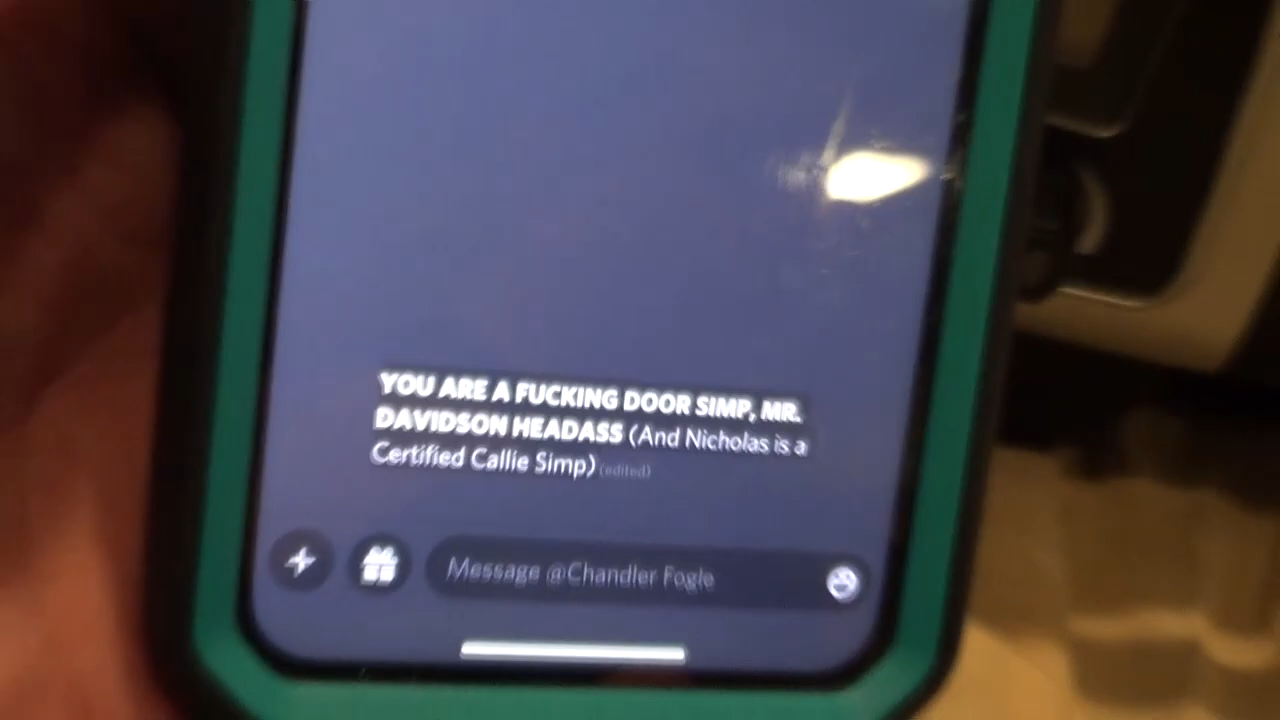 YOU ARE A FUCKING DOOR SIMP, MR.
DAVIDSON HEADASS (And Nicholas is a
Certified Callie Simp) (edited)
Message @Chandler Fogle